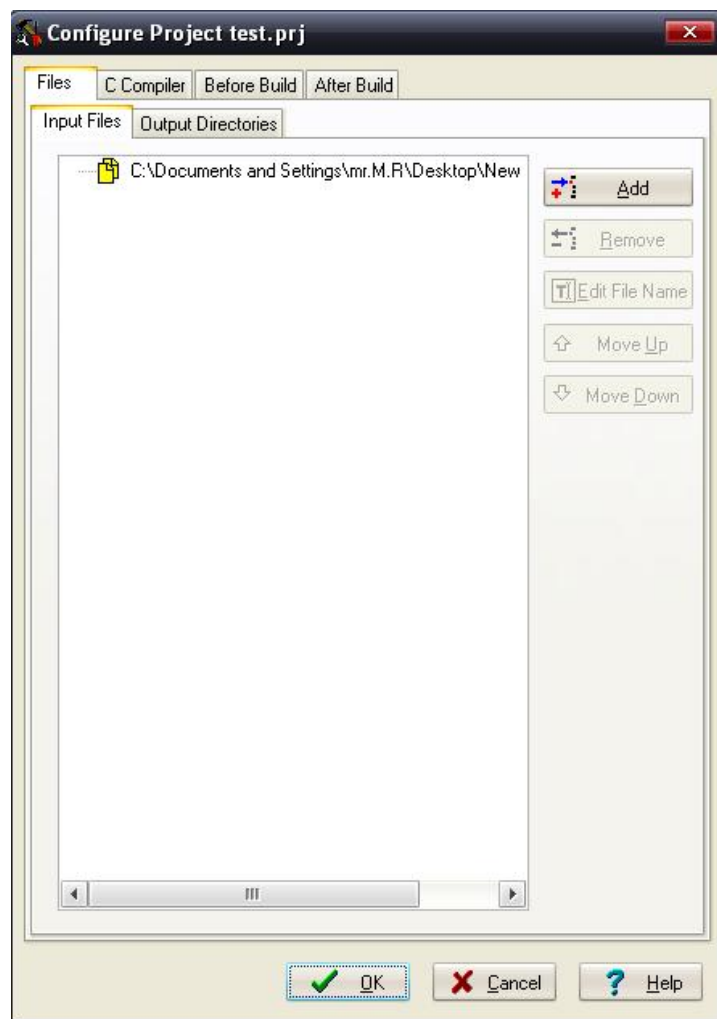 Configure Project test.prj
Files C Compiler Before Build After Build
Input Files Output Directories
C:\Documents and Settings\mr.M.R\Desktop\New
Add
Remove
Edit File Name
Move Up
Move Down
OK Cancel Help